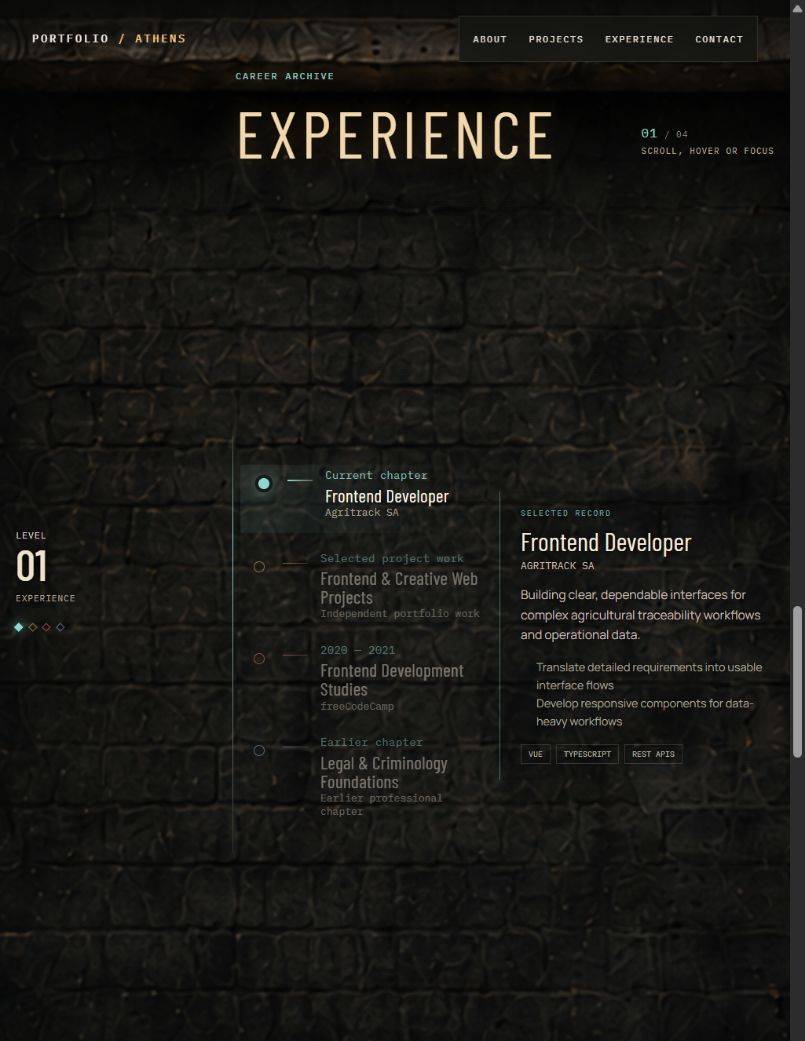 PORTFOLIO / ATHENS
ABOUT PROJECTS EXPERIENCE CONTACT
CAREER ARCHIVE
EXPERIENCE
01 / 04
SCROLL, HOVER OR FOCUS
LEVEL
01
EXPERIENCE
Current chapter
Frontend Developer
Agritrack SA
Selected project work
Frontend & Creative Web
Projects
Independent portfolio work
2020 — 2021
Frontend Development
Studies
freeCodeCamp
Earlier chapter
Legal & Criminology
Foundations
Earlier professional
chapter
SELECTED RECORD
Frontend Developer
AGRITRACK SA
Building clear, dependable interfaces for
complex agricultural traceability workflows
and operational data.
Translate detailed requirements into usable
interface flows
Develop responsive components for data-
heavy workflows
VUE TYPESCRIPT REST APIS